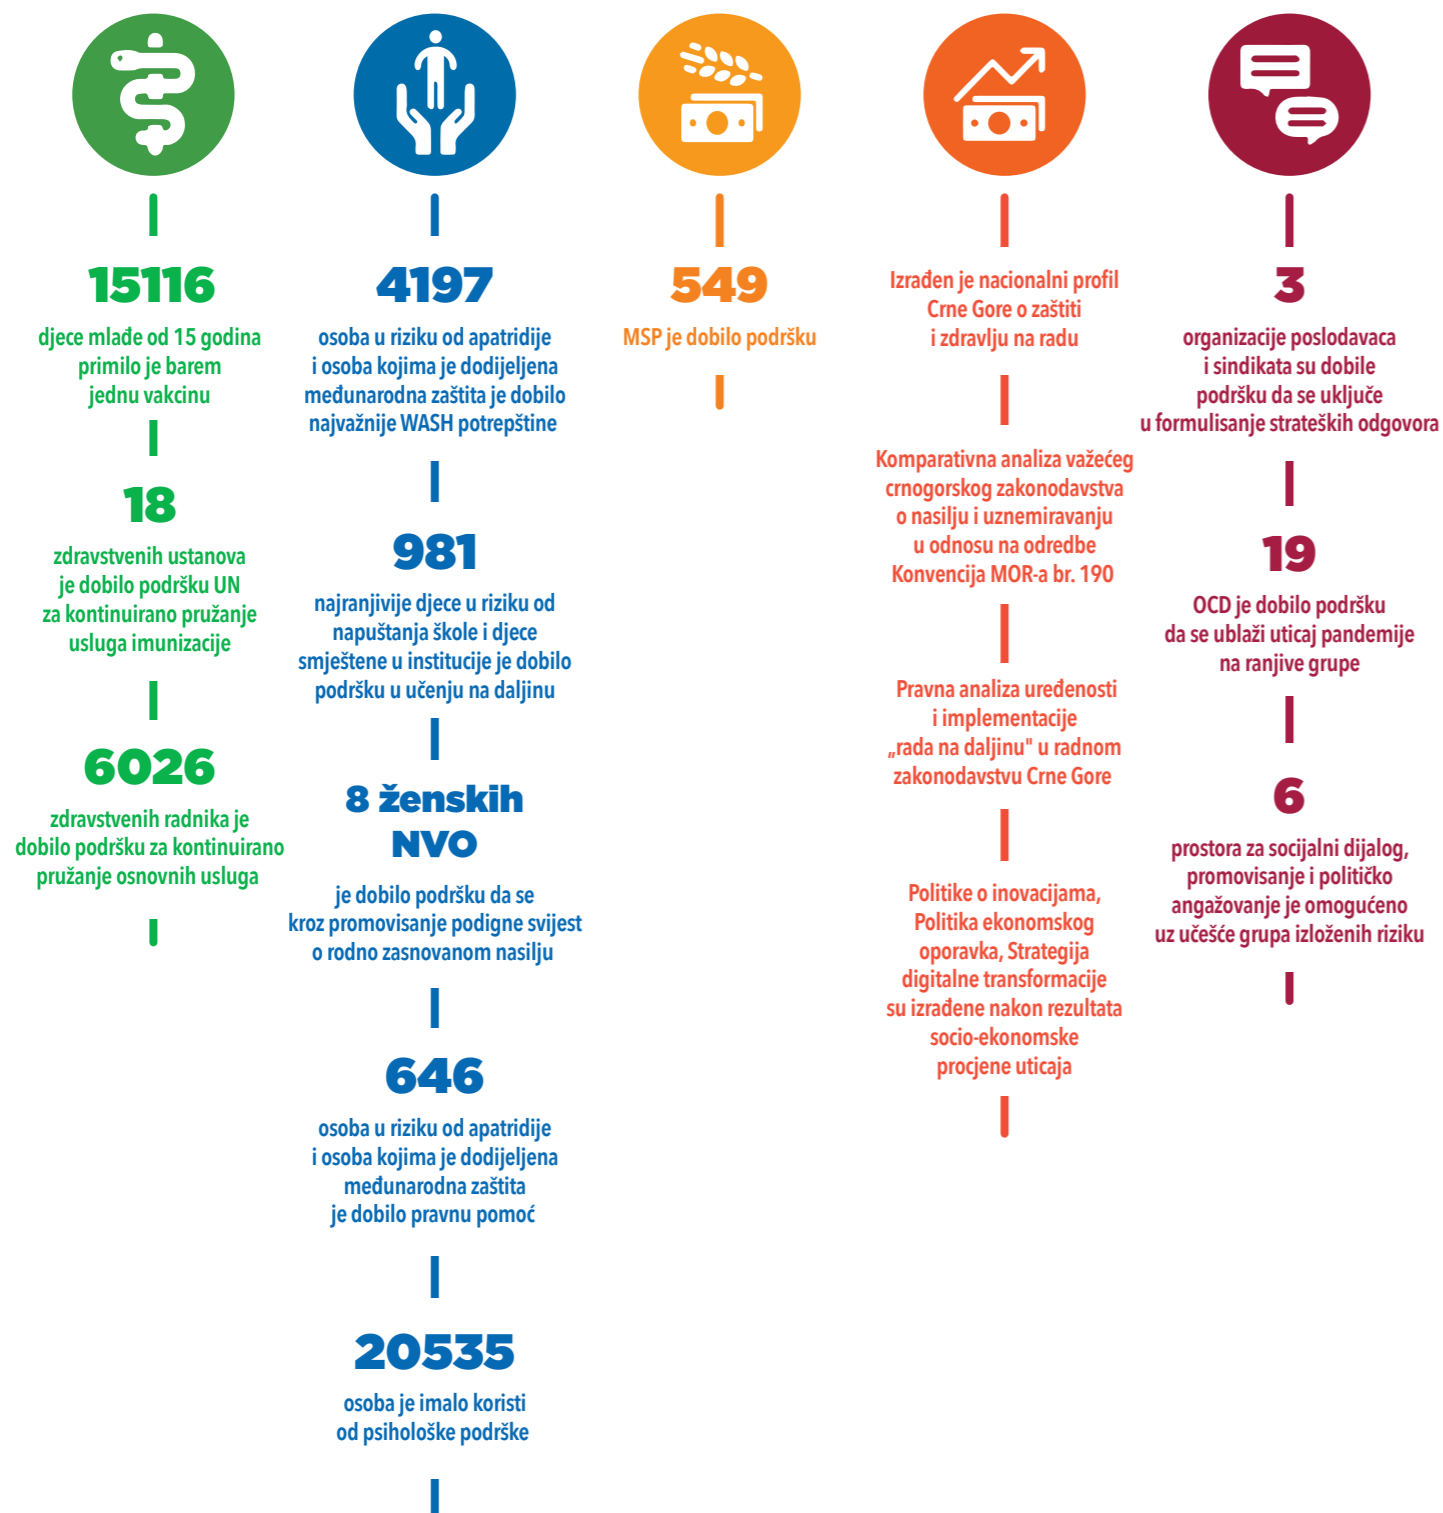 15116
djece mlađe od 15 godina
primilo je barem
jednu vakcinu
18
zdravstvenih ustanova
je dobilo podršku UN
za kontinuirano pružanje
usluga imunizacije
6026
zdravstvenih radnika je
dobilo podršku za kontinuirano
pružanje osnovnih usluga
4197
osoba u riziku od apatridije
i osoba kojima je dodijeljena
međunarodna zaštita je dobilo
najvažnije WASH potrepštine
981
najranjivije djece u riziku od
napuštanja škole i djece
smještene u institucije je dobilo
podršku u učenju na daljinu
8 ženskih
NVO
je dobilo podršku da se
kroz promovisanje podigne svijest
o rodno zasnovanom nasilju
646
osoba u riziku od apatridije
i osoba kojima je dodijeljena
međunarodna zaštita
je dobilo pravnu pomoć
20535
osoba je imalo koristi
od psihološke podrške
549
MSP je dobilo podršku
Izrađen je nacionalni profil
Crne Gore o zaštiti
i zdravlju na radu
Komparativna analiza važećeg
crnogorskog zakonodavstva
o nasilju i uznemiravanju
u odnosu na odredbe
Konvencija MOR-a br. 190
Pravna analiza uređenosti
i implementacije
„rada na daljinu" u radnom
zakonodavstvu Crne Gore
Politike o inovacijama,
Politika ekonomskog
oporavka, Strategija
digitalne transformacije
su izrađene nakon rezultata
socio-ekonomske
procjene uticaja
3
organizacije poslodavaca
i sindikata su dobile
podršku da se uključe
u formulisanje strateških odgovora
19
OCD je dobilo podršku
da se ublaži uticaj pandemije
na ranjive grupe
6
prostora za socijalni dijalog,
promovisanje i političko
angažovanje je omogućeno
uz učešće grupa izloženih riziku